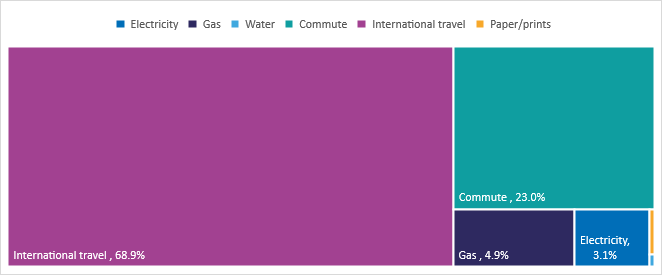 Electricity Gas Water Commute International travel Paper/prints
International travel , 68.9%
Commute , 23.0%
Gas , 4.9%
Electricity,
3.1%